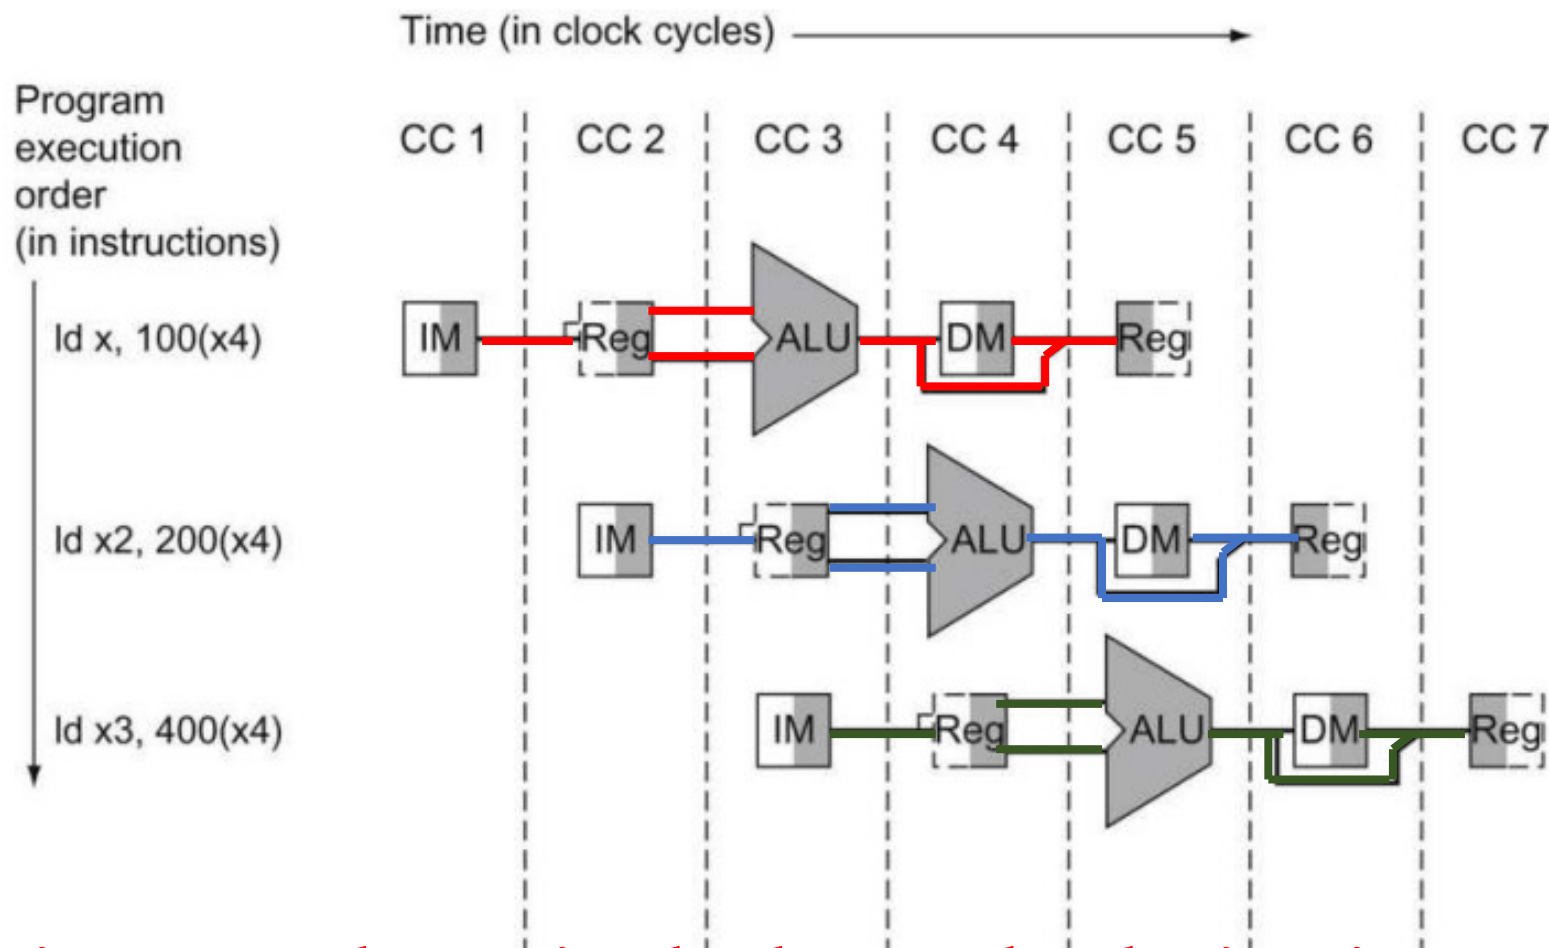 Time (in clock cycles)
Program
execution
order
(in instructions)
CC 1 CC 2 CC 3 CC 4 CC 5 CC 6 CC 7
ld x, 100(x4)
IM Reg ALU DM Reg
ld x2, 200(x4)
IM Reg ALU DM Reg
ld x3, 400(x4)
IM Reg ALU DM Reg